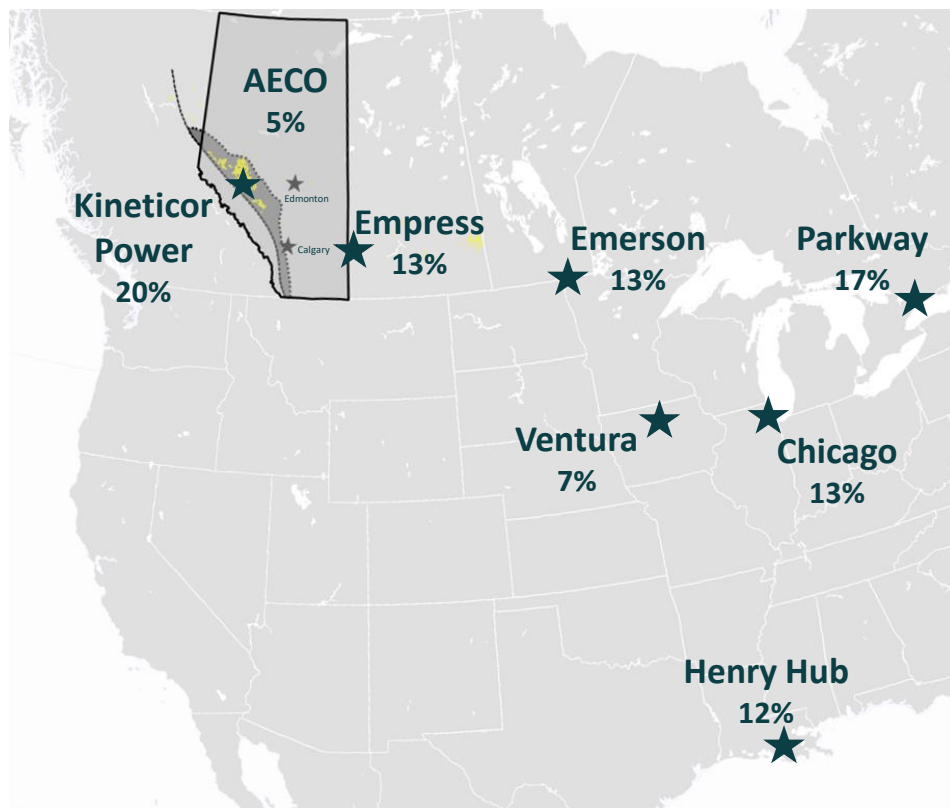 AECO
5%
Edmonton
Kineticor
Power
20%
Calgary
Empress
13%
Emerson
13%
Parkway
17%
Ventura
7%
Chicago
13%
Henry Hub
12%